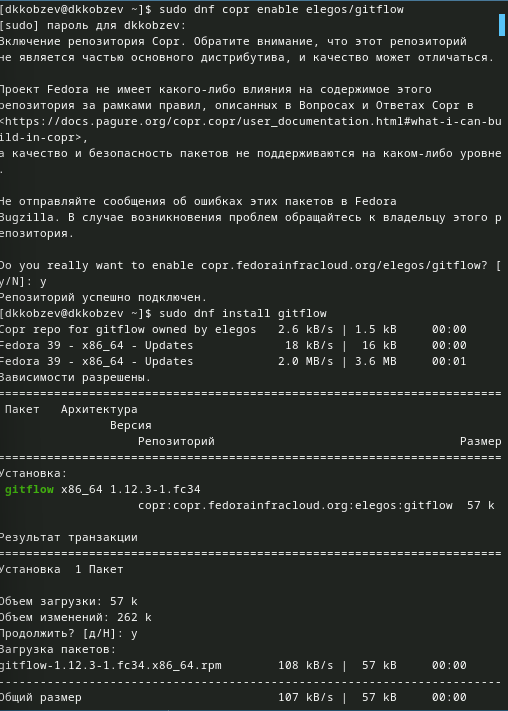 [dkkobzev@dkkobzev ~]$ sudo dnf copr enable elegos/gitflow
[sudo] пароль для dkkobzev:
Включение репозитория Copr. Обратите внимание, что этот репозиторий
не является частью основного дистрибутива, и качество может отличаться.
Проект Fedora не имеет какого-либо влияния на содержимое этого
репозитория за рамками правил, описанных в Вопросах и Ответах Copr в
<https://docs.pagure.org/copr.copr/user_documentation.html#what-i-can-bu
ild-in-copr>,
а качество и безопасность пакетов не поддерживаются на каком-либо уровне
.
Не отправляйте сообщения об ошибках этих пакетов в Fedora
Bugzilla. В случае возникновения проблем обращайтесь к владельцу этого р
епозитория.
Do you really want to enable copr.fedorainfracloud.org/elegos/gitflow? [
y/N]: y
Репозиторий успешно подключен.
[dkkobzev@dkkobzev ~]$ sudo dnf install gitflow
Copr repo for gitflow owned by elegos   2.6 kB/s | 1.5 kB     00:00
Fedora 39 - x86_64 - Updates             18 kB/s |  16 kB     00:00
Fedora 39 - x86_64 - Updates            2.0 MB/s | 3.6 MB     00:01
Зависимости разрешены.
========================================================================
Пакет   Архитектура
Версия
Репозиторий                                   Размер
========================================================================
Установка:
gitflow x86_64 1.12.3-1.fc34
copr:copr.fedorainfracloud.org:elegos:gitflow  57 k
Результат транзакции
========================================================================
Установка  1 Пакет
Объем загрузки: 57 k
Объем изменений: 262 k
Продолжить? [д/Н]: y
Загрузка пакетов:
gitflow-1.12.3-1.fc34.x86_64.rpm        108 kB/s |  57 kB     00:00
------------------------------------------------------------------------
Общий размер                            107 kB/s |  57 kB     00:00